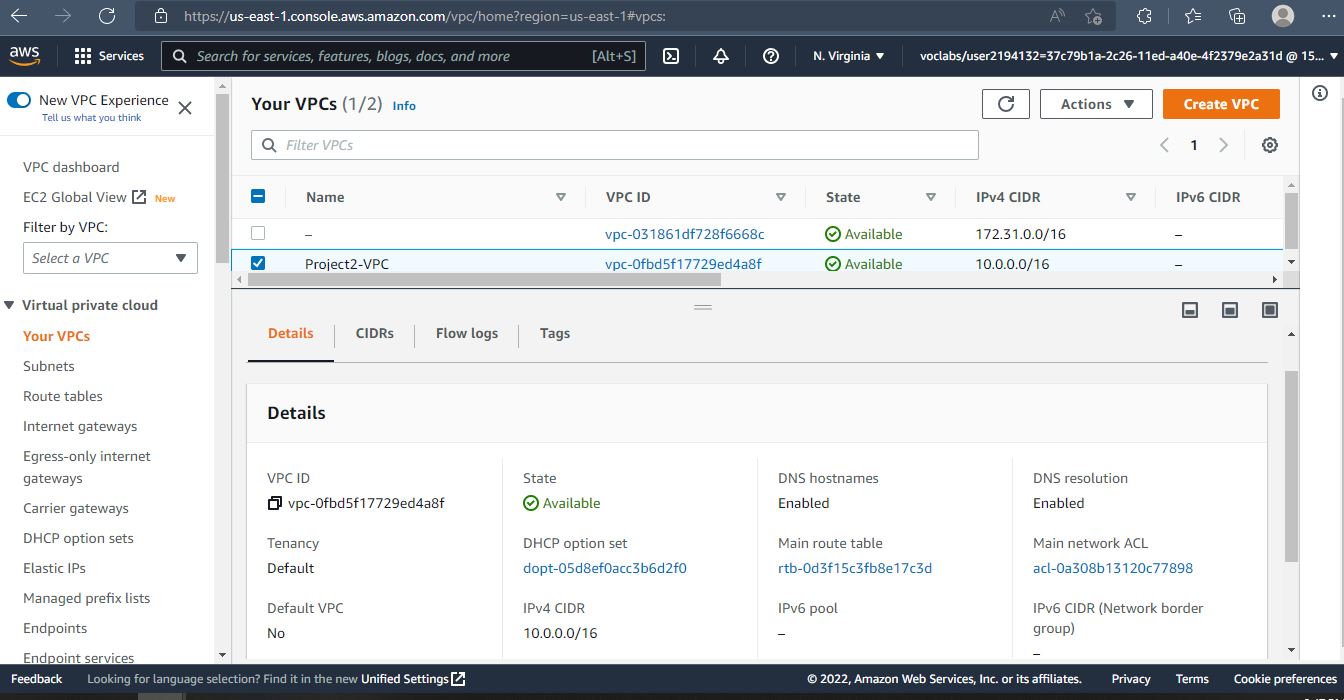 https://us-east-1.console.aws.amazon.com/vpc/home?region=us-east-1#vpcs:
aws
Services
Search for services, features, blogs, docs, and more
[Alt+S]
N. Virginia
voclabs/user2194132=37c79b1a-2c26-11ed-a40e-4f2379e2a31d @ 15...
New VPC Experience
Tell us what you think
VPC dashboard
EC2 Global View New
Filter by VPC:
Select a VPC
Virtual private cloud
Your VPCs
Subnets
Route tables
Internet gateways
Egress-only internet
gateways
Carrier gateways
DHCP option sets
Elastic IPs
Managed prefix lists
Endpoints
Endpoint services
Your VPCs (1/2) Info
Actions
Create VPC
Filter VPCs
1
Name VPC ID State IPv4 CIDR IPv6 CIDR
– vpc-031861df728f6668c Available 172.31.0.0/16 –
Project2-VPC vpc-0fbd5f17729ed4a8f Available 10.0.0.0/16 –
Details CIDRs Flow logs Tags
Details
VPC ID
vpc-0fbd5f17729ed4a8f
State
Available
DNS hostnames
Enabled
DNS resolution
Enabled
Tenancy
Default
DHCP option set
dopt-05d8ef0acc3b6d2f0
Main route table
rtb-0d3f15c3fb8e17c3d
Main network ACL
acl-0a308b13120c77898
Default VPC
No
IPv4 CIDR
10.0.0.0/16
IPv6 pool
–
IPv6 CIDR (Network border
group)
–
Feedback
Looking for language selection? Find it in the new Unified Settings
© 2022, Amazon Web Services, Inc. or its affiliates.
Privacy
Terms
Cookie preferences